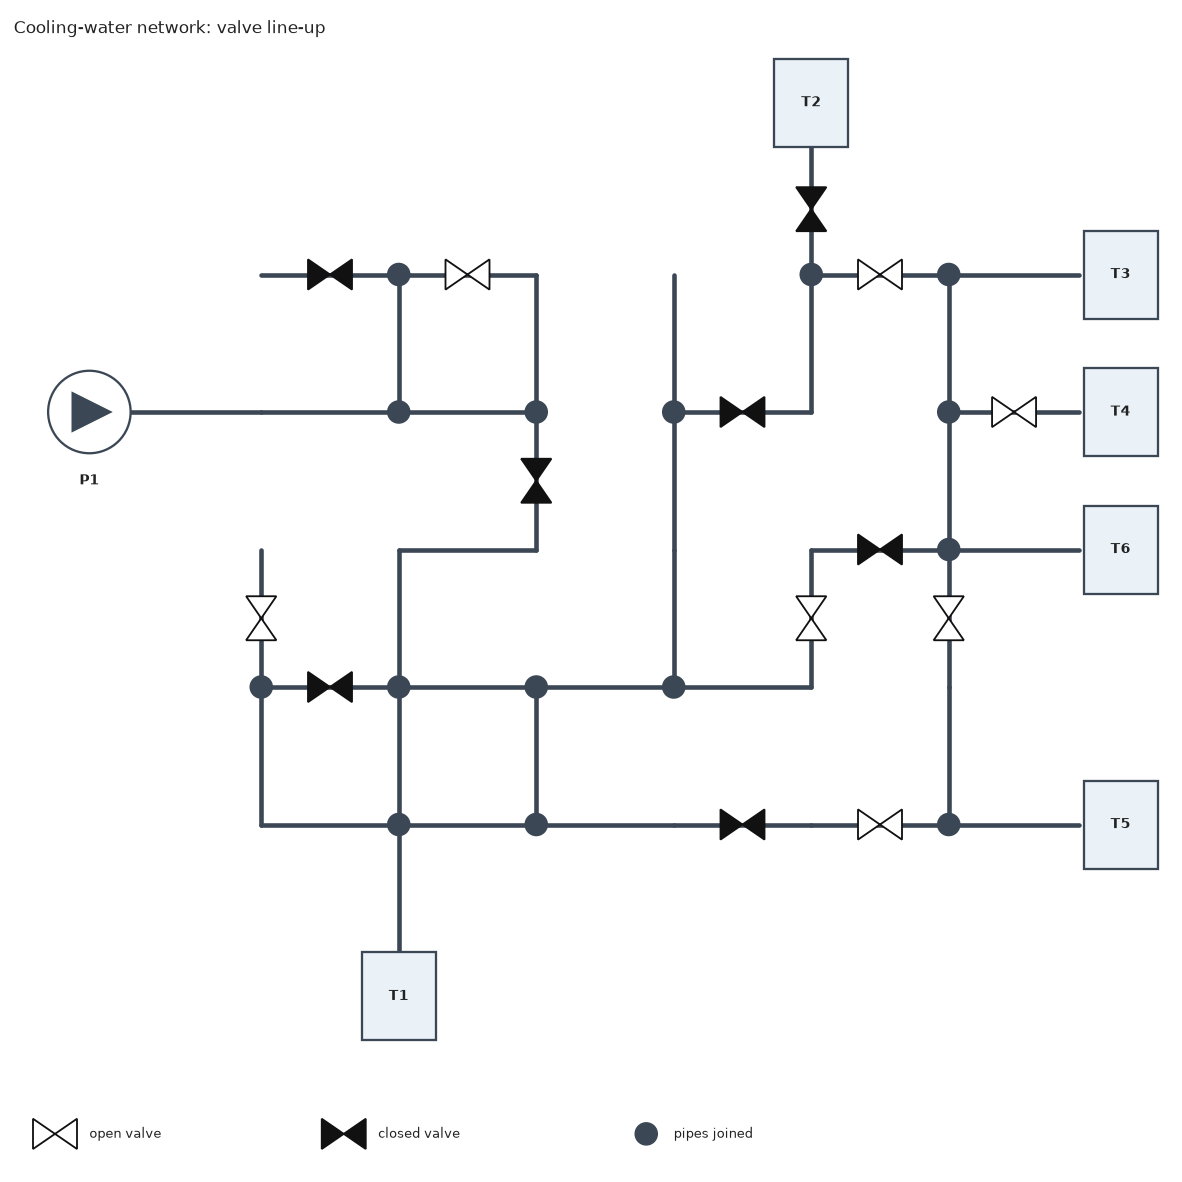 Cooling-water network: valve line-up
T2
T3
T4
P1
T6
T5
T1
open valve
closed valve
pipes joined